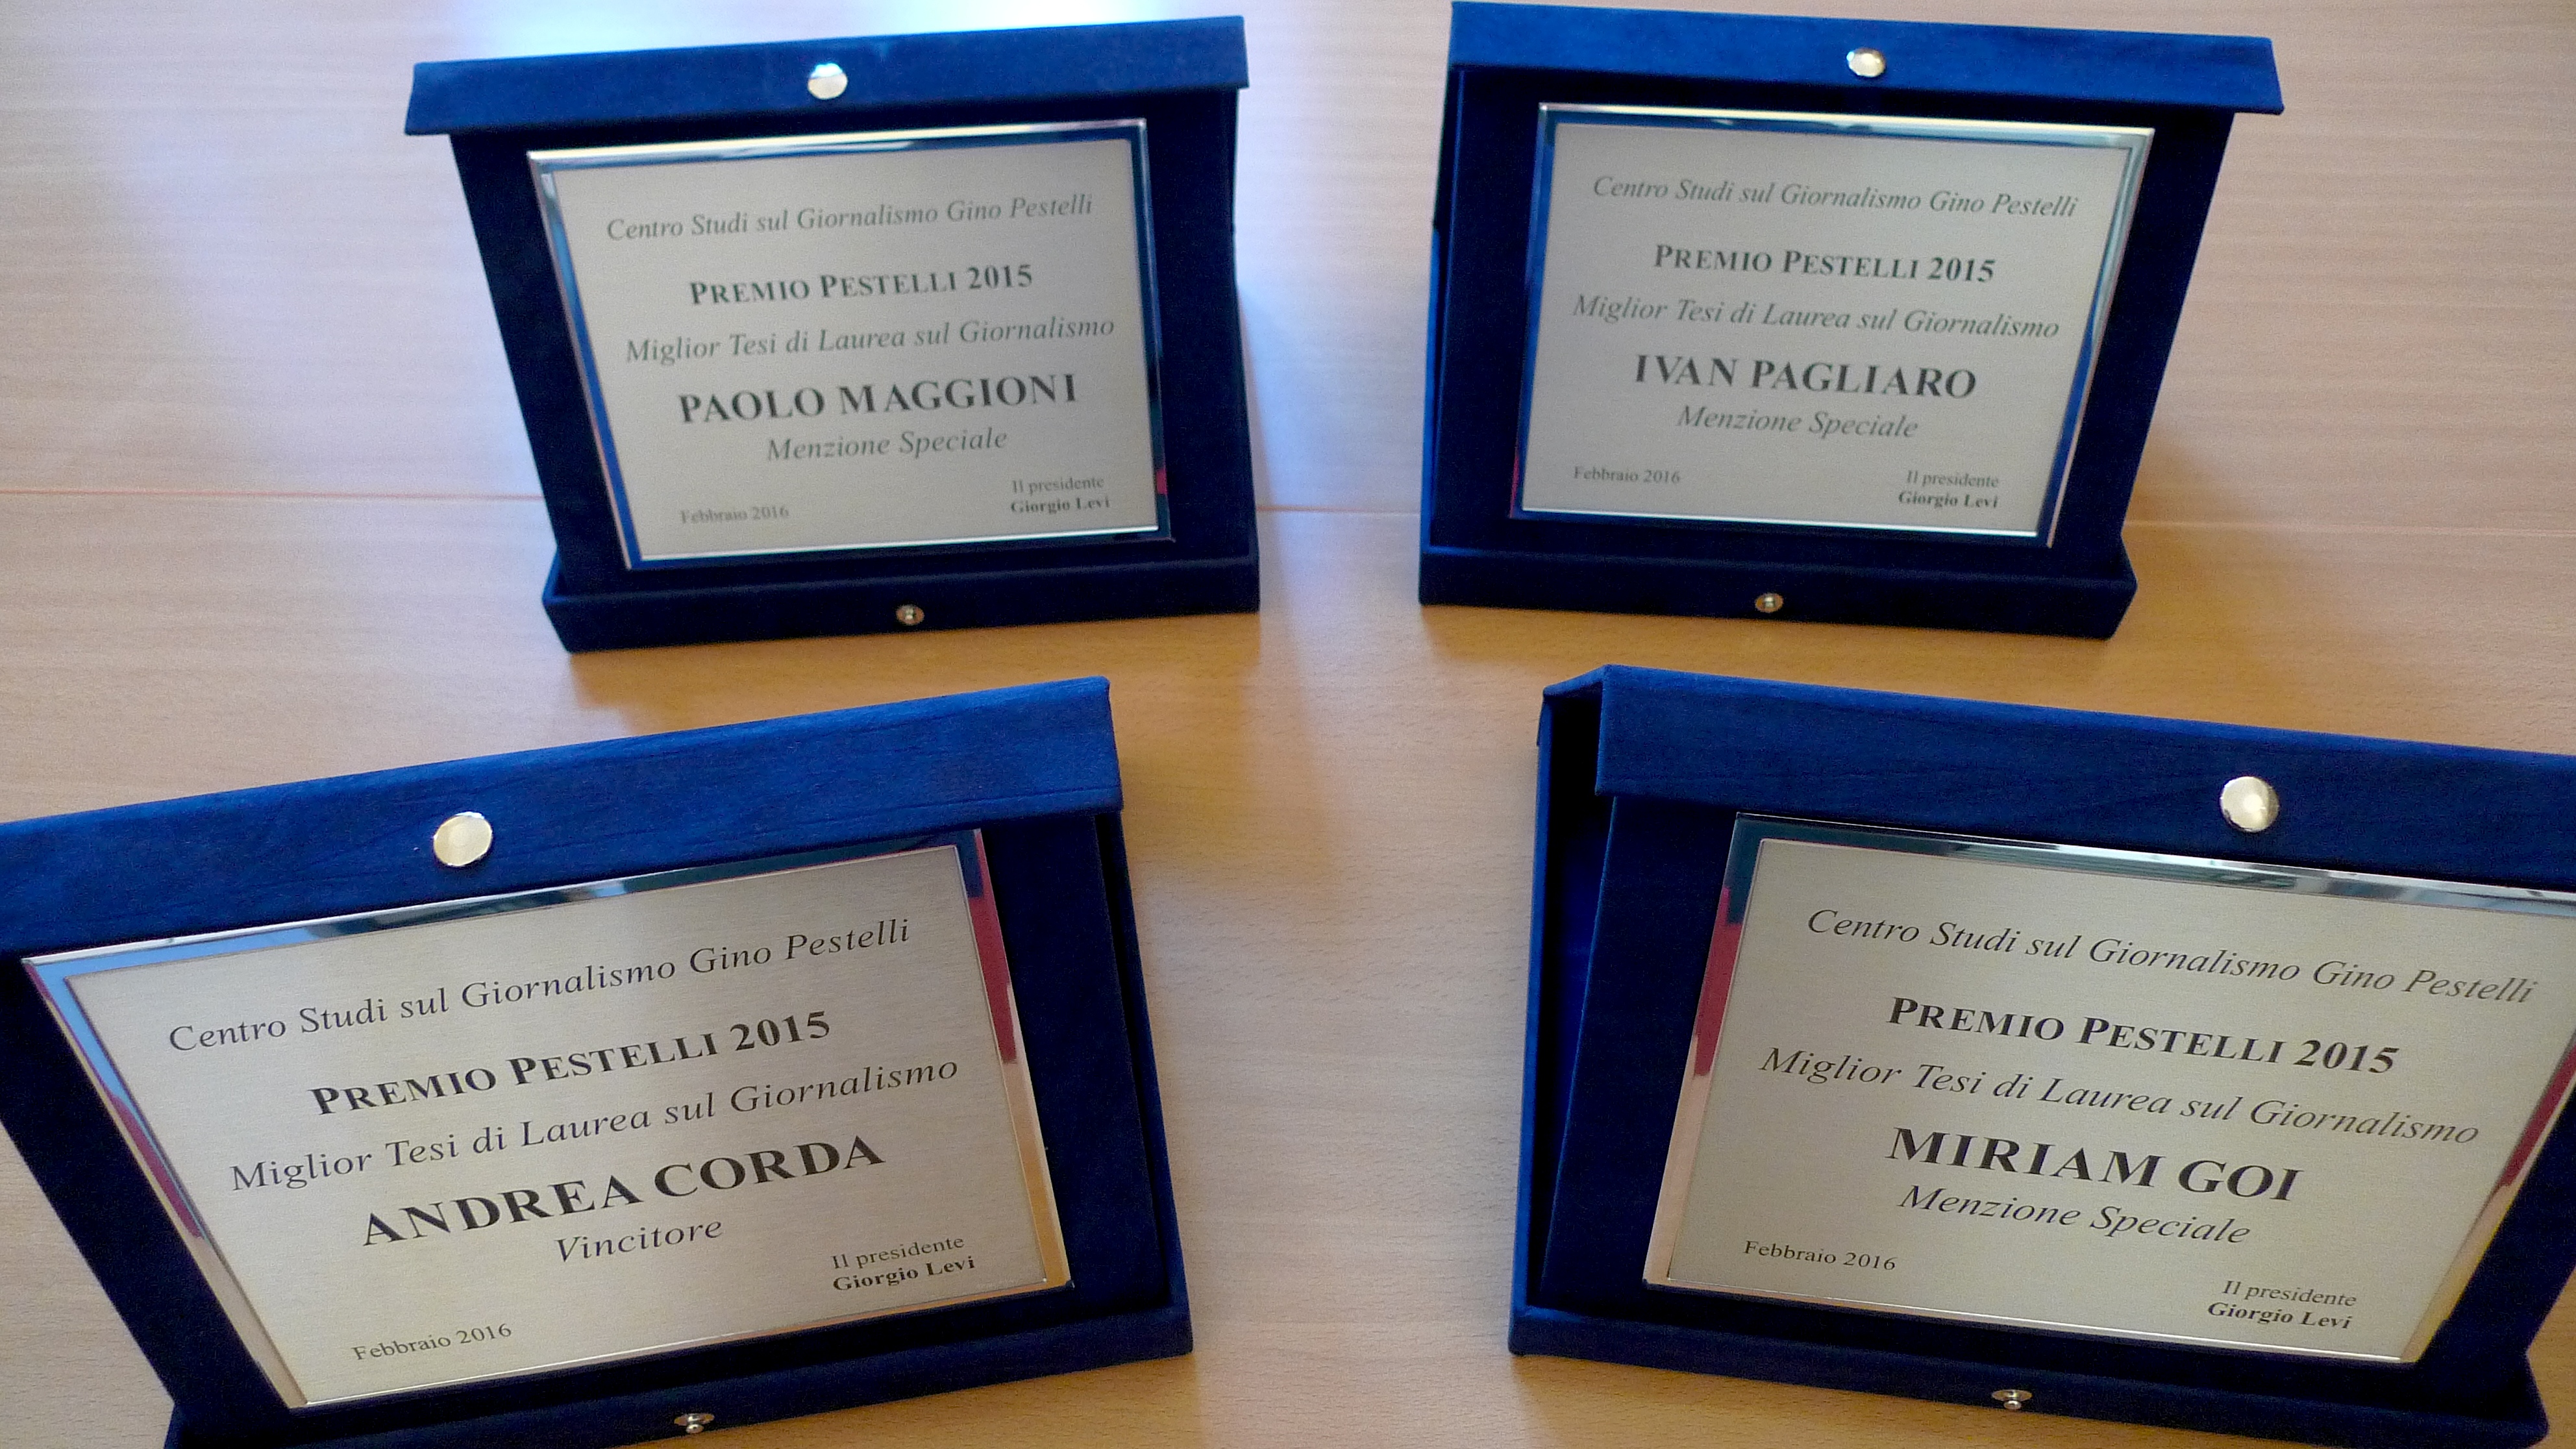 Centro Studi sul Giornalismo Gino Pestelli
PREMIO PESTELLI 2015
Miglior Tesi di Laurea sul Giornalismo
PAOLO MAGGIONI
Menzione Speciale
Febbraio 2016
Il presidente
Giorgio Levi
Centro Studi sul Giornalismo Gino Pestelli
PREMIO PESTELLI 2015
Miglior Tesi di Laurea sul Giornalismo
IVAN PAGLIARO
Menzione Speciale
Febbraio 2016
Il presidente
Giorgio Levi
Centro Studi sul Giornalismo Gino Pestelli
PREMIO PESTELLI 2015
Miglior Tesi di Laurea sul Giornalismo
ANDREA CORDA
Vincitore
Il presidente
Giorgio Levi
Febbraio 2016
Centro Studi sul Giornalismo Gino Pestelli
PREMIO PESTELLI 2015
Miglior Tesi di Laurea sul Giornalismo
MIRIAM GOI
Menzione Speciale
Febbraio 2016
Il presidente
Giorgio Levi